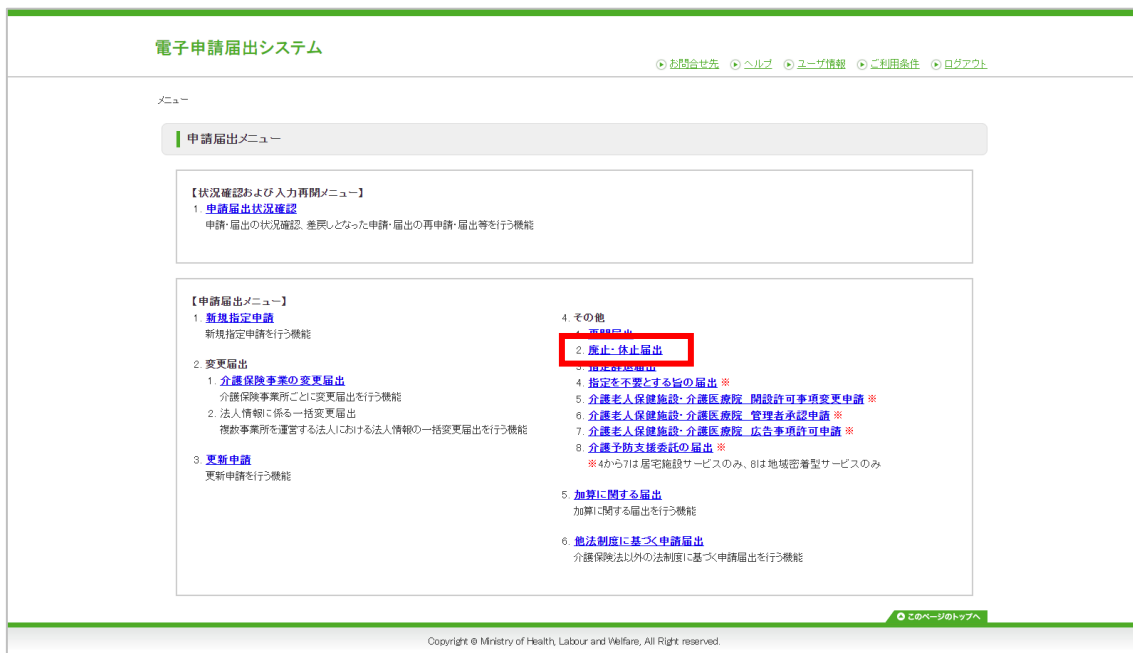 電子申請届出システム
お問合せ先 ヘルプ ユーザ情報 ご利用条件 ログアウト
メニュー
申請届出メニュー
【状況確認および入力再開メニュー】
1. 申請届出状況確認
申請・届出の状況確認、差戻しとなった申請・届出の再申請・届出等を行う機能
【申請届出メニュー】
1. 新規指定申請
新規指定申請を行う機能
2. 変更届出
1. 介護保険事業の変更届出
介護保険事業所ごとに変更届出を行う機能
2. 法人情報に係る一括変更届出
複数事業所を運営する法人における法人情報の一括変更届出を行う機能
3. 更新申請
更新申請を行う機能
4. その他
1. 再開届出
2. 廃止・休止届出
3. 指定辞退届出
4. 指定を不要とする旨の届出 ※
5. 介護老人保健施設・介護医療院 開設許可事項変更申請 ※
6. 介護老人保健施設・介護医療院 管理者承認申請 ※
7. 介護老人保健施設・介護医療院 広告事項許可申請 ※
8. 介護予防支援委託の届出 ※
※4から7は居宅施設サービスのみ、8は地域密着型サービスのみ
5. 加算に関する届出
加算に関する届出を行う機能
6. 他法制度に基づく申請届出
介護保険法以外の法制度に基づく申請届出を行う機能
このページのトップへ
Copyright © Ministry of Health, Labour and Welfare, All Right reserved.